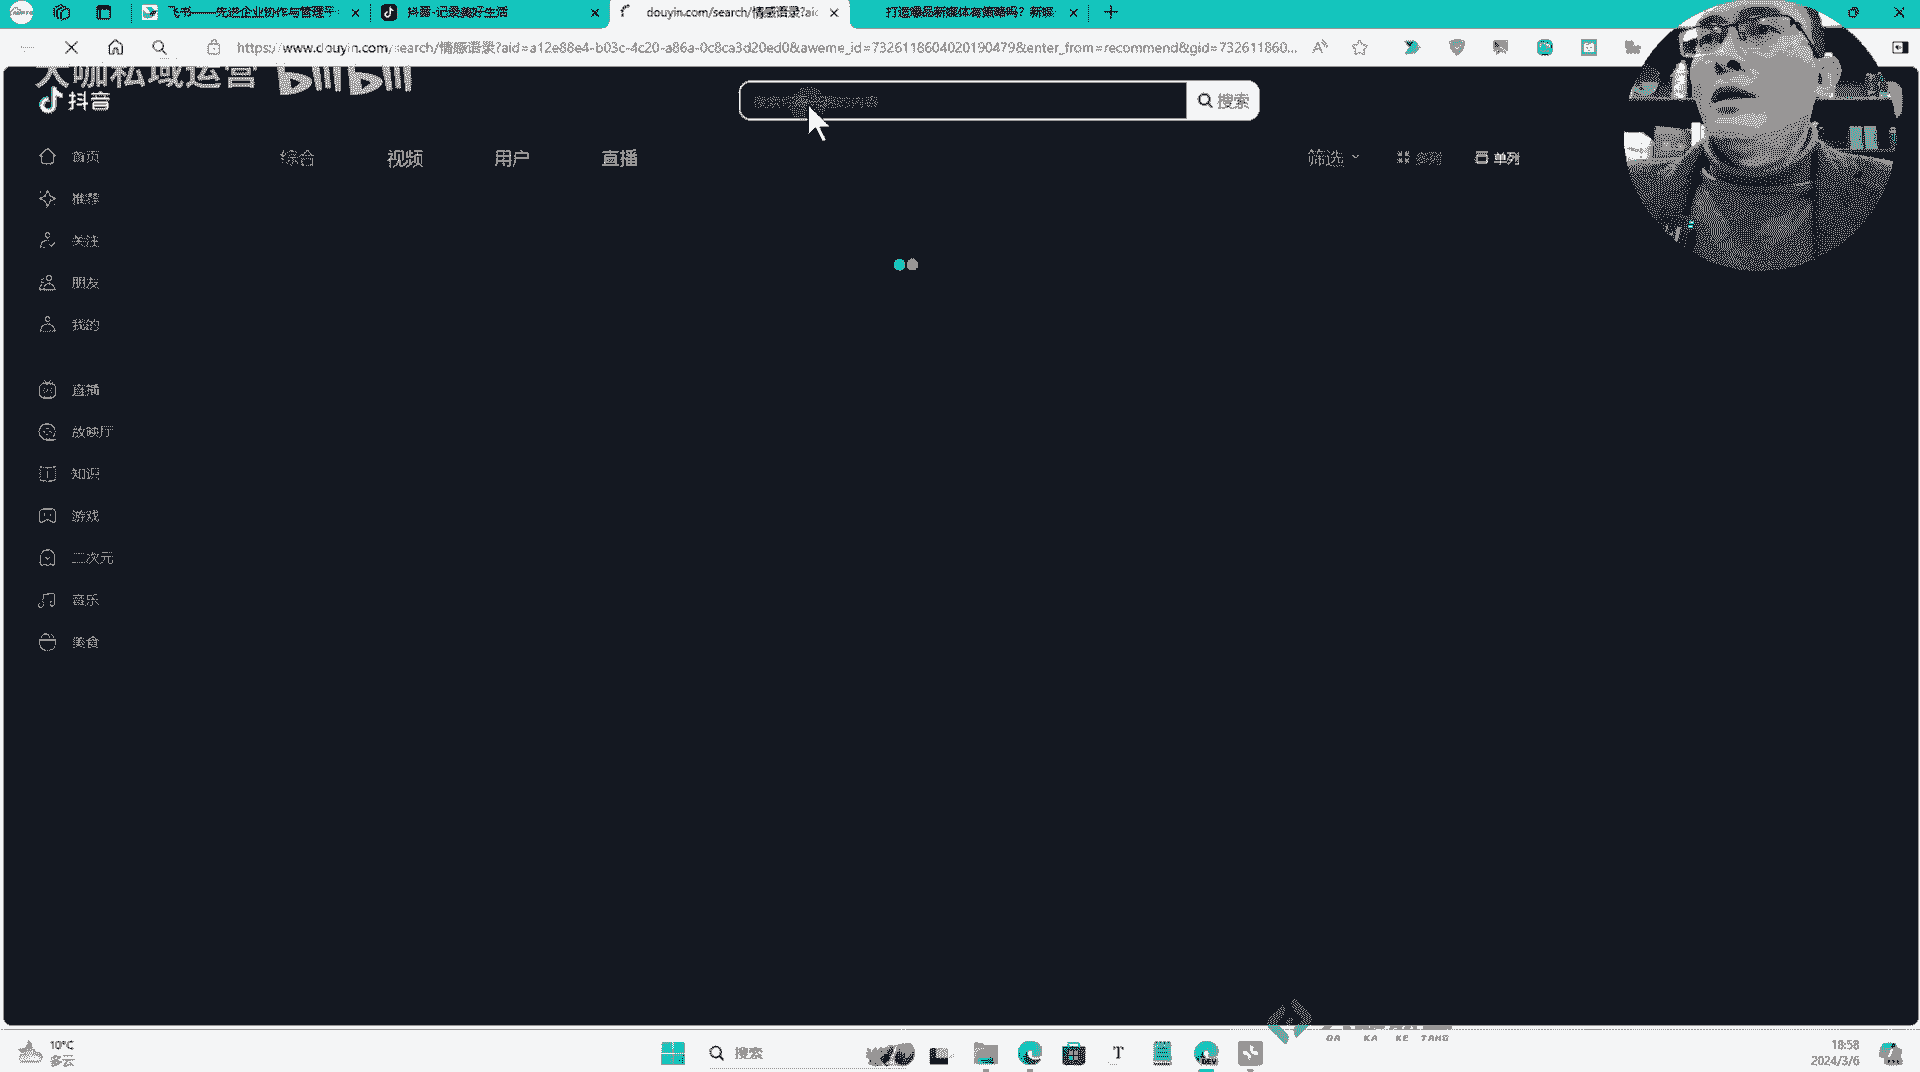 飞书——先进企业协作与管理平
抖音-记录美好生活
douyin.com/search/情感语录?aid
打造爆品新媒体有策略吗？新媒
https://www.douyin.com/search/情感语录?aid=a12e88e4-b03c-4c20-a86a-0c8ca3d20ed0&aweme_id=7326118604020190479&enter_from=recommend&gid=732611860...
大咖私域运营 bilibili
抖音
搜索
首页
综合 视频 用户 直播 筛选 多列 单列
推荐
关注
朋友
我的
直播
放映厅
知识
游戏
二次元
音乐
美食
DA KA KE TANG
10°C
多云
搜索
18:58
2024/3/6